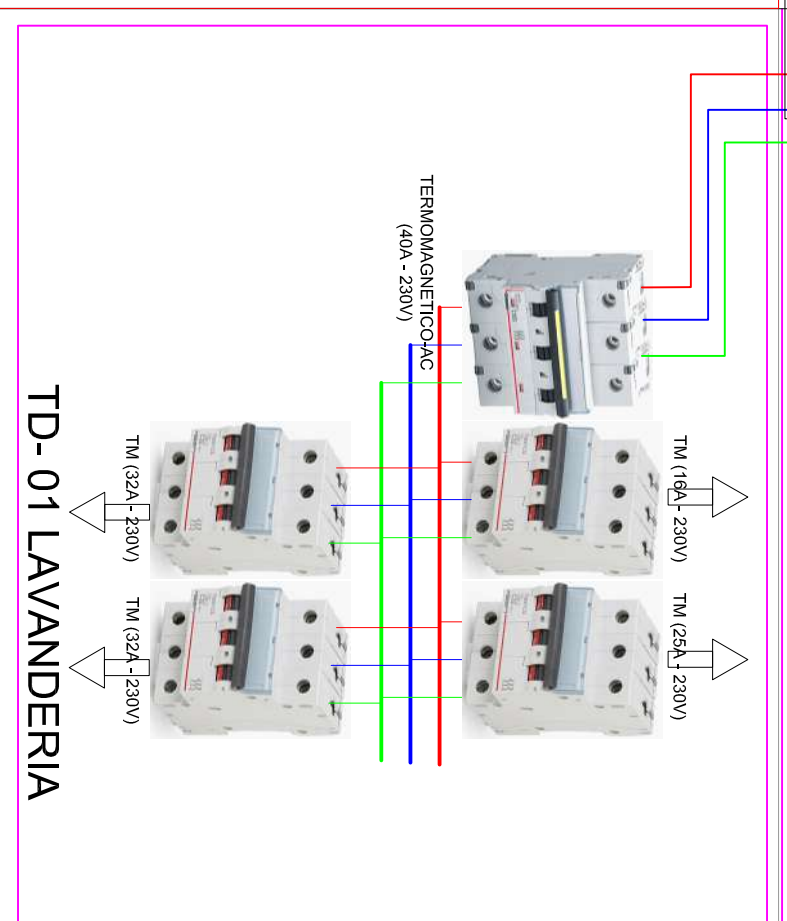 TERMOMAGNETICO-AC
(40A - 230V)
TM (16A - 230V)
TM (25A - 230V)
TM (32A - 230V)
TM (32A - 230V)
TD- 01 LAVANDERIA